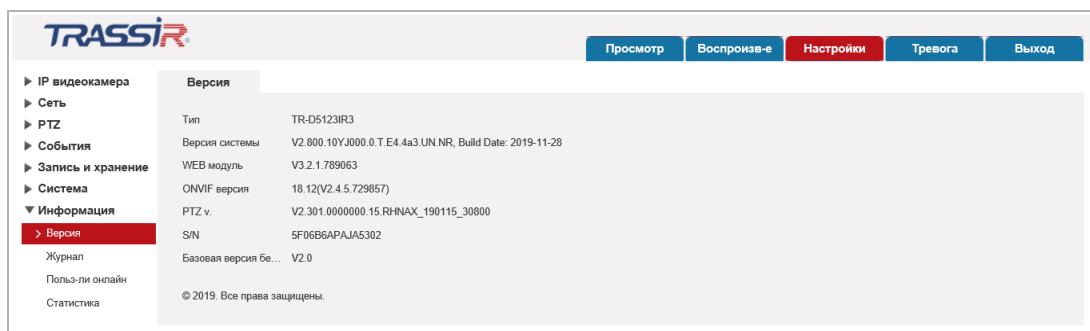 TRASSIR
Просмотр Воспроизв-е Настройки Тревога Выход
IP видеокамера
Сеть
PTZ
События
Запись и хранение
Система
Информация
Версия
Журнал
Польз-ли онлайн
Статистика
Версия
Тип TR-D5123IR3
Версия системы V2.800.10YJ000.0.T.E4.4a3.UN.NR, Build Date: 2019-11-28
WEB модуль V3.2.1.789063
ONVIF версия 18.12(V2.4.5.729857)
PTZ v. V2.301.0000000.15.RHNAX_190115_30800
S/N 5F06B6APAJA5302
Базовая версия бе... V2.0
© 2019. Все права защищены.